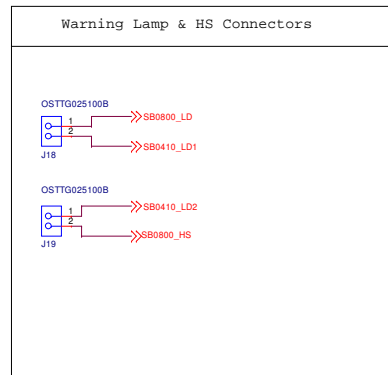 Warning Lamp & HS Connectors
OSTTG025100B
1
SB0800_LD
2
SB0410_LD1
J18
OSTTG025100B
SB0410_LD2
1
2
SB0800_HS
J19